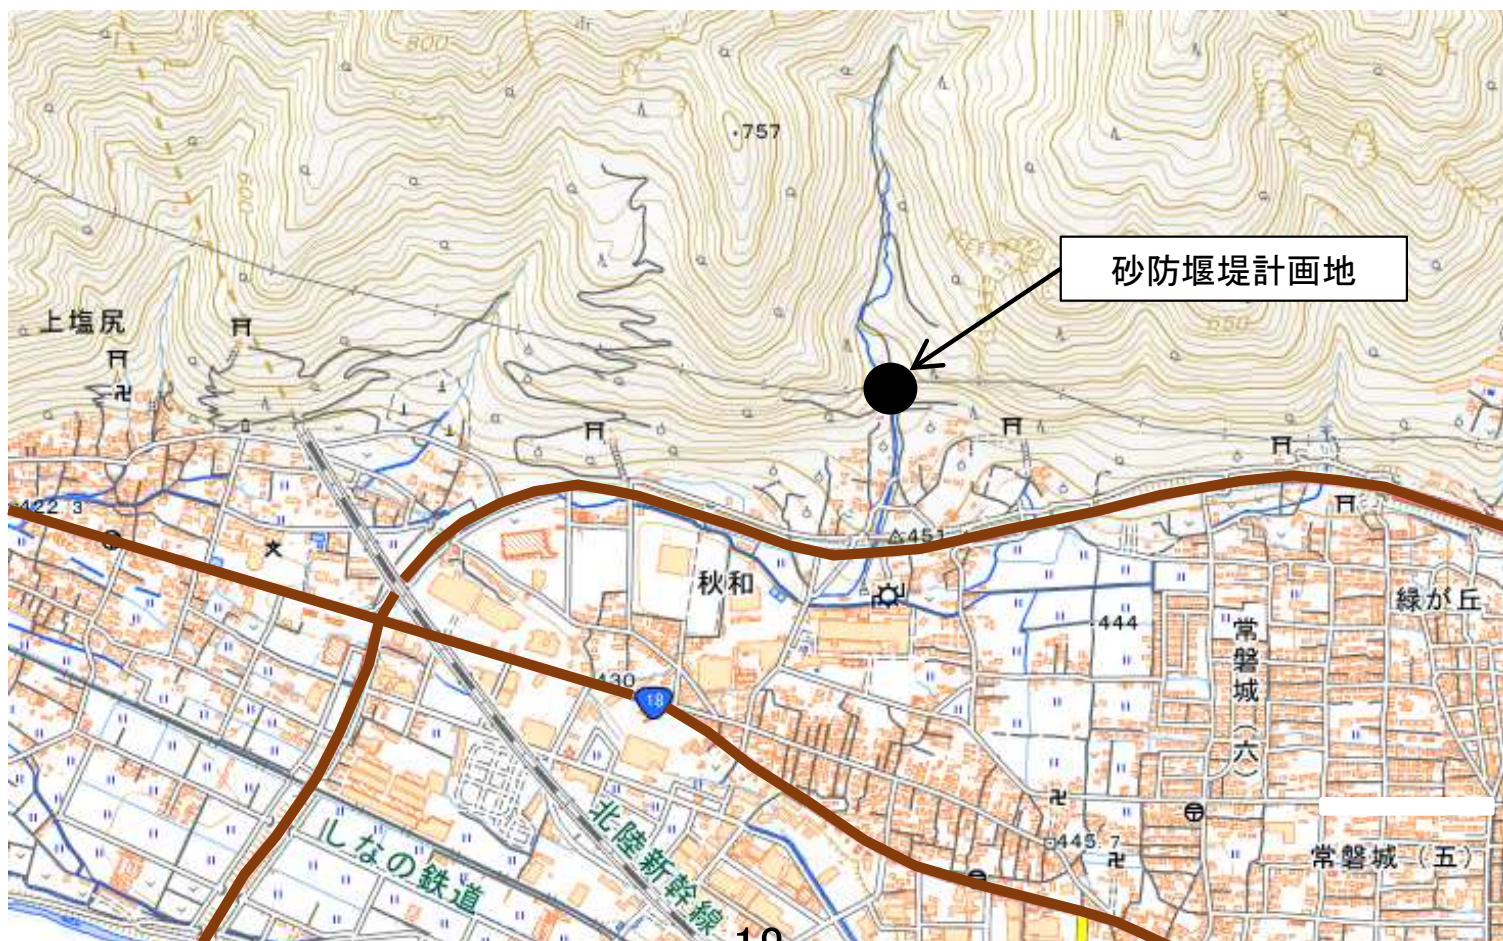 800
757
600
砂防堰堤計画地
上塩尻
650
422.3
451
秋和
緑が丘
444
常磐城(六)
430
18
445.7
常磐城(五)
しなの鉄道
北陸新幹線